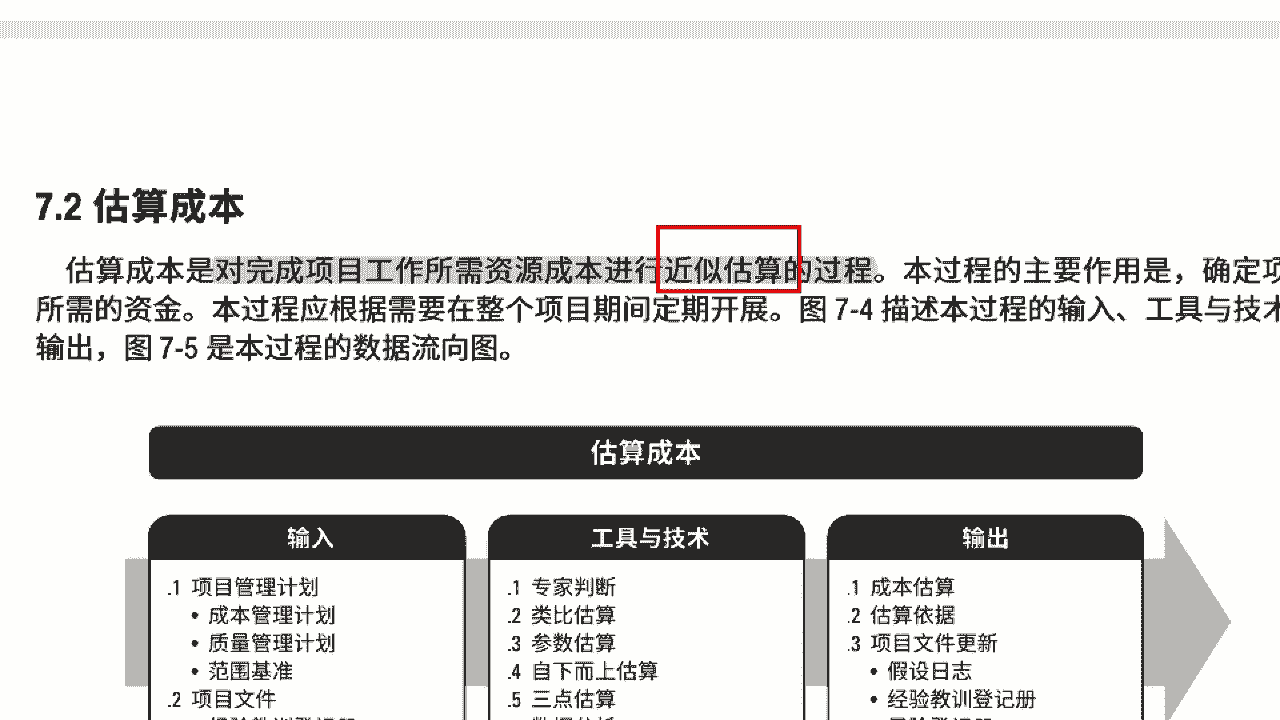 7.2 估算成本
估算成本是对完成项目工作所需资源成本进行近似估算的过程。本过程的主要作用是，确定项
所需的资金。本过程应根据需要在整个项目期间定期开展。图 7-4 描述本过程的输入、工具与技术
输出，图 7-5 是本过程的数据流向图。
估算成本
输入
.1 项目管理计划
• 成本管理计划
• 质量管理计划
• 范围基准
.2 项目文件
工具与技术
.1 专家判断
.2 类比估算
.3 参数估算
.4 自下而上估算
.5 三点估算
输出
.1 成本估算
.2 估算依据
.3 项目文件更新
• 假设日志
• 经验教训登记册